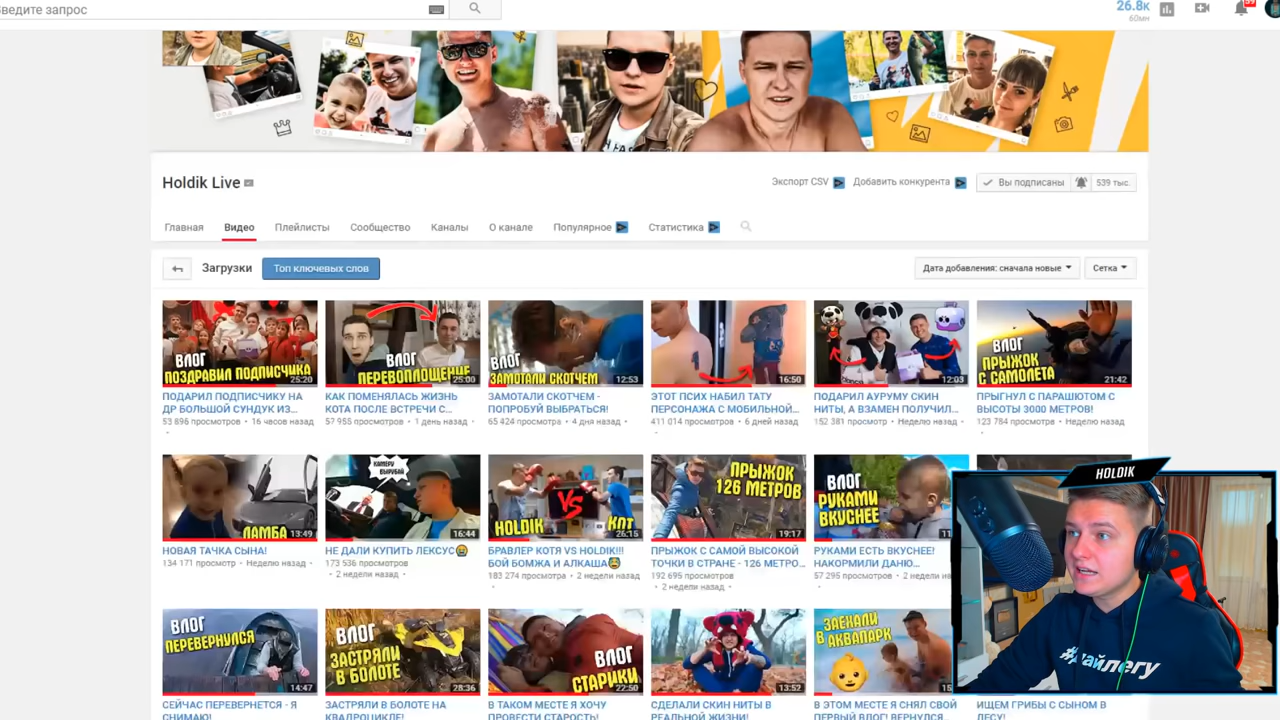 Введите запрос
26.8к
60мн
59
Holdik Live
Экспорт CSV
Добавить конкурента
Вы подписаны
539 тыс.
Главная
Видео
Плейлисты
Сообщество
Каналы
О канале
Популярное
Статистика
Загрузки
Топ ключевых слов
Дата добавления: сначала новые
Сетка
ВЛОГ
ПОЗДРАВИЛ ПОДПИСЧИКА
25:20
ВЛОГ
ПЕРЕВОПЛОЩЕНИЕ
25:00
ВЛОГ
ЗАМОТАЛИ СКОТЧЕМ
12:53
16:50
12:03
ВЛОГ
ПРЫЖОК
С САМОЛЕТА
21:42
ПОДАРИЛ ПОДПИСЧИКУ НА
ДР БОЛЬШОЙ СУНДУК ИЗ...
53 896 просмотров • 16 часов назад •
КАК ПОМЕНЯЛАСЬ ЖИЗНЬ
КОТА ПОСЛЕ ВСТРЕЧИ С...
57 955 просмотров • 1 день назад •
ЗАМОТАЛИ СКОТЧЕМ -
ПОПРОБУЙ ВЫБРАТЬСЯ!
65 424 просмотра • 4 дня назад •
ЭТОТ ПСИХ НАБИЛ ТАТУ
ПЕРСОНАЖА С МОБИЛЬНОЙ...
411 014 просмотров • 6 дней назад
ПОДАРИЛ АУРУМУ СКИН
НИТЫ, А ВЗАМЕН ПОЛУЧИЛ...
152 381 просмотр • Неделю назад •
ПРЫГНУЛ С ПАРАШЮТОМ С
ВЫСОТЫ 3000 МЕТРОВ!
123 784 просмотра • Неделю назад
ЛАМБА
13:49
КАМЕРУ
ВЫРУБАЙ
16:44
HOLDIK
VS
КПТ
26:15
ПРЫЖОК
126 МЕТРОВ
19:17
ВЛОГ
РУКАМИ
ВКУСНЕЕ
НОВАЯ ТАЧКА СЫНА!
134 171 просмотр • Неделю назад •
НЕ ДАЛИ КУПИТЬ ЛЕКСУС😭
173 536 просмотров
• 2 недели назад •
БРАВЛЕР КОТЯ VS HOLDIK!!!
БОЙ БОМЖА И АЛКАША😭
183 274 просмотра • 2 недели назад
ПРЫЖОК С САМОЙ ВЫСОКОЙ
ТОЧКИ В СТРАНЕ - 126 МЕТРО...
192 695 просмотров
• 2 недели назад •
РУКАМИ ЕСТЬ ВКУСНЕЕ!
НАКОРМИЛИ ДАНЮ...
57 295 просмотров • 2 недели
HOLDIK
#хайлегу
ВЛОГ
ПЕРЕВЕРНУЛСЯ
14:47
ВЛОГ
ЗАСТРЯЛИ
В БОЛОТЕ
28:36
ВЛОГ
СТАРИКИ
22:50
13:52
ЗАЕХАЛИ
В АКВАПАРК
СЕЙЧАС ПЕРЕВЕРНЕТСЯ - Я
СНИМАЮ!
ЗАСТРЯЛИ В БОЛОТЕ НА
КВАДРОЦИКЛЕ!
В ТАКОМ МЕСТЕ Я ХОЧУ
ПРОВЕСТИ СТАРОСТЬ!
СДЕЛАЛИ СКИН НИТЫ В
РЕАЛЬНОЙ ЖИЗНИ!
В ЭТОМ МЕСТЕ Я СНЯЛ СВОЙ
ПЕРВЫЙ ВЛОГ! ВЕРНУЛСЯ...
ИЩЕМ ГРИБЫ С СЫНОМ В
ЛЕСУ!